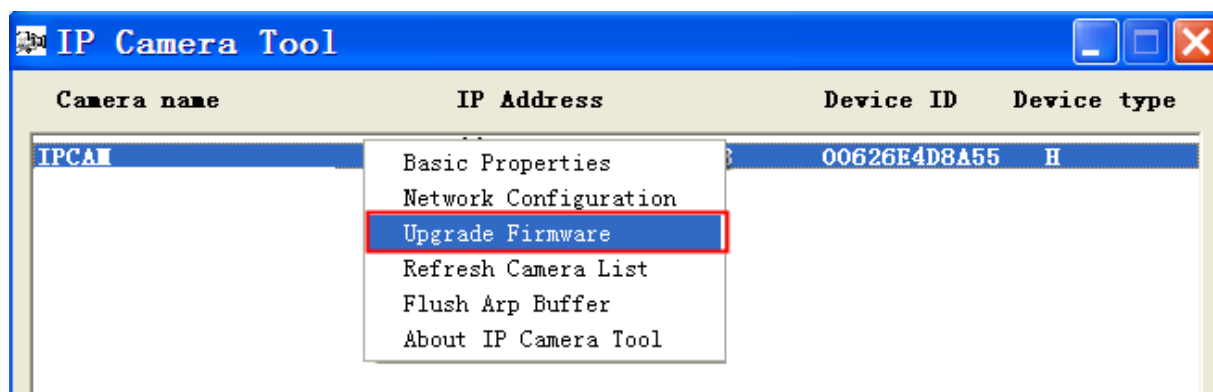 IP Camera Tool
Camera name IP Address Device ID Device type
IPCAM 00626E4D8A55 H
Basic Properties
Network Configuration
Upgrade Firmware
Refresh Camera List
Flush Arp Buffer
About IP Camera Tool